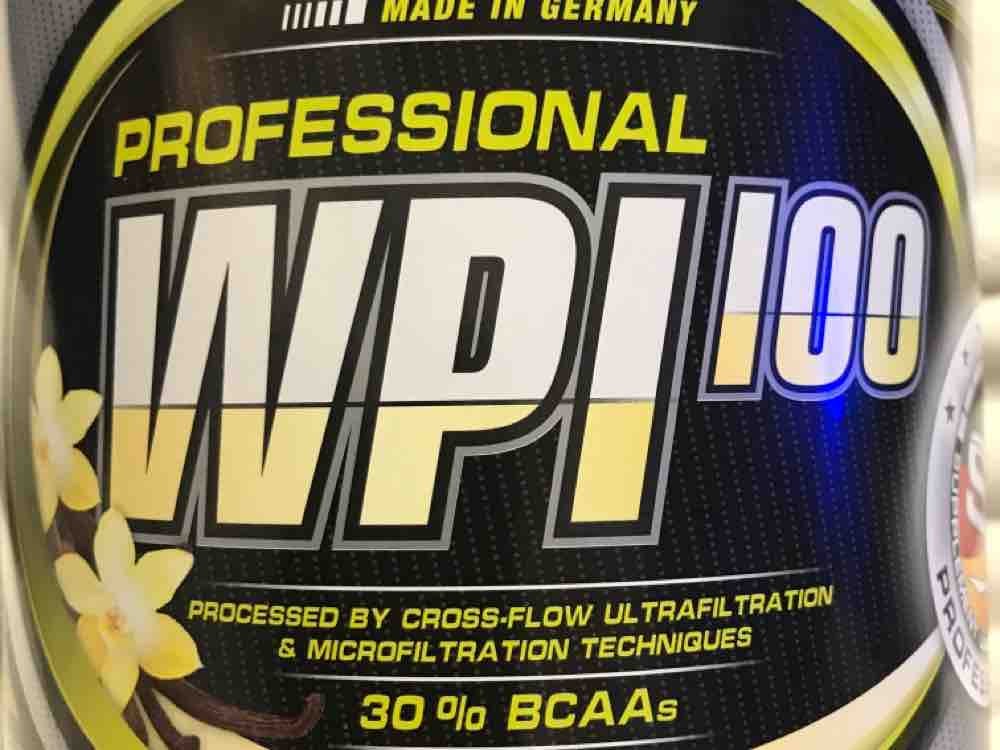 MADE IN GERMANY
PROFESSIONAL
WPI 100
PROCESSED BY CROSS-FLOW ULTRAFILTRATION
& MICROFILTRATION TECHNIQUES
30 % BCAAs